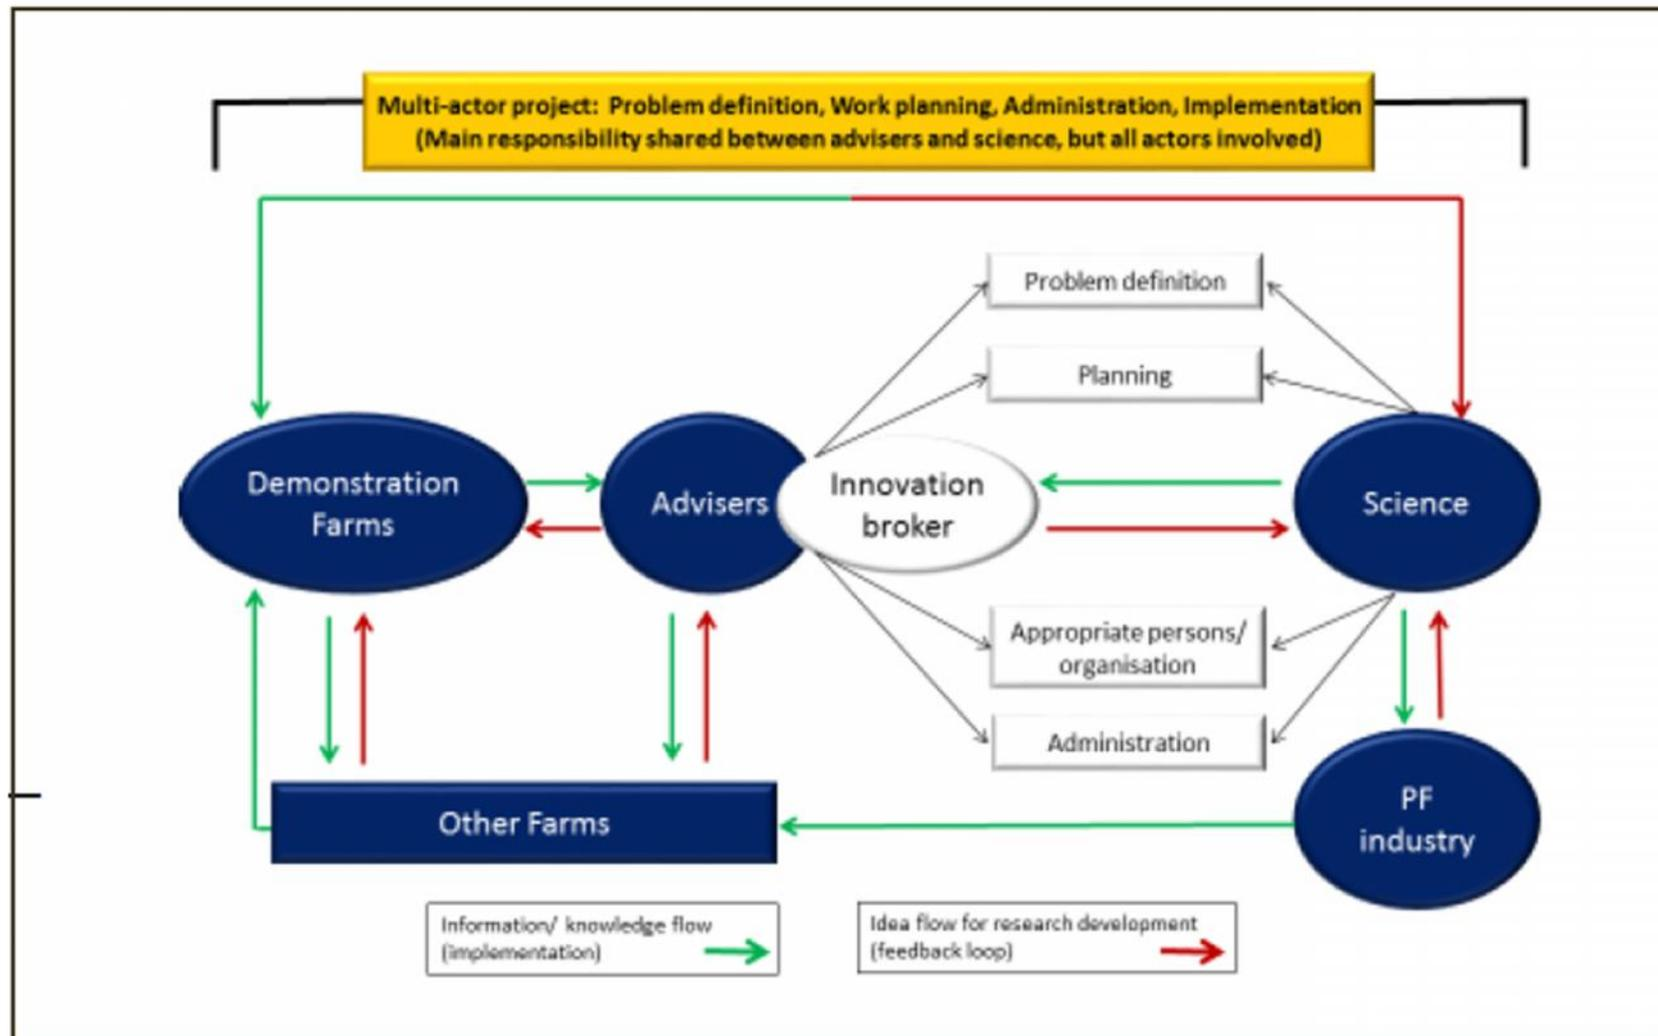 Multi-actor project: Problem definition, Work planning, Administration, Implementation
(Main responsibility shared between advisers and science, but all actors involved)
Problem definition
Planning
Demonstration
Farms
Advisers
Innovation
broker
Science
Appropriate persons/
organisation
Administration
Other Farms
PF
industry
Information/ knowledge flow
(implementation)
Idea flow for research development
(feedback loop)